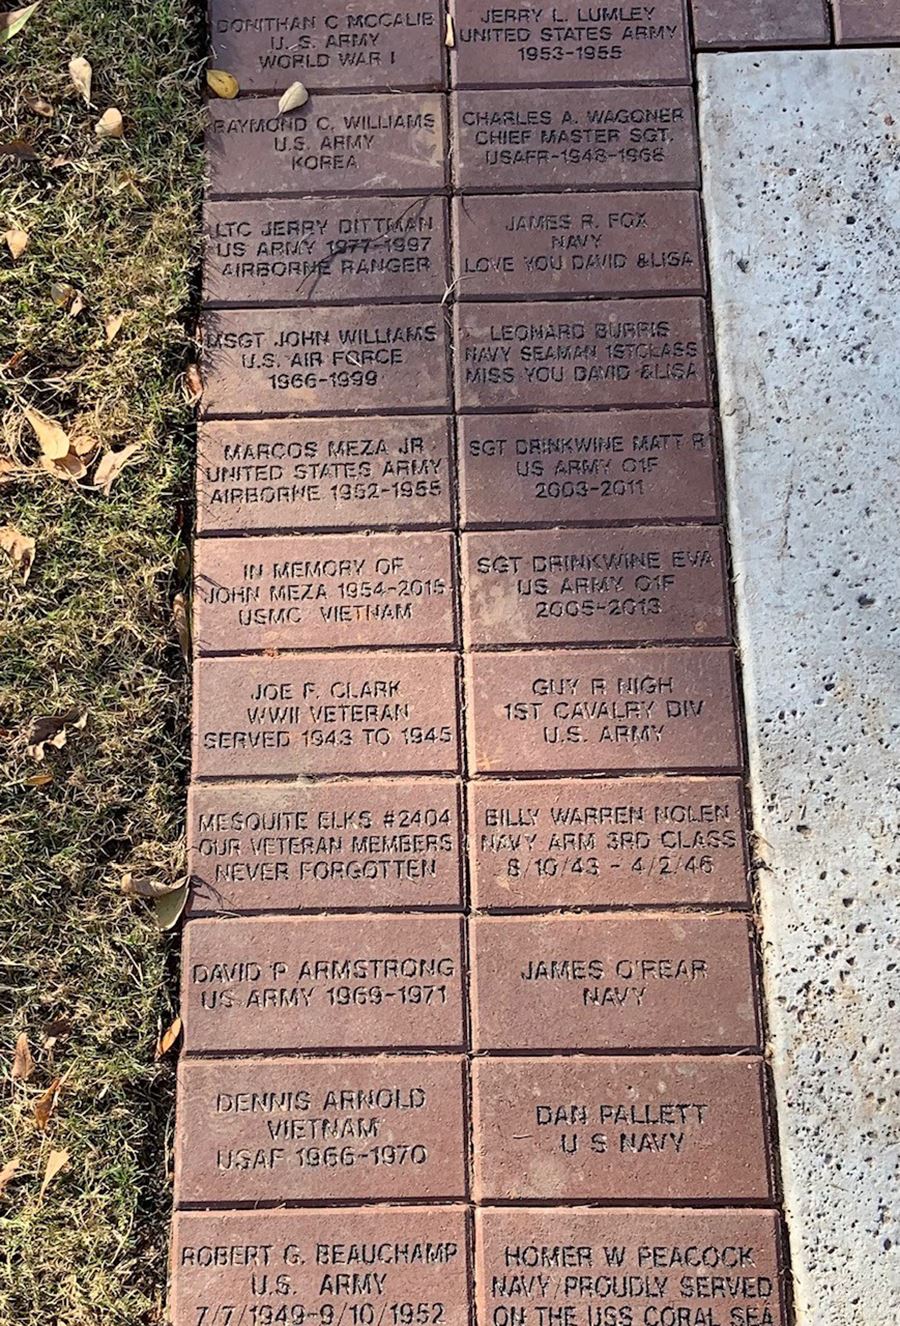 DONITHAN C MCCALIB
U. S. ARMY
WORLD WAR I
JERRY L. LUMLEY
UNITED STATES ARMY
1953-1955
RAYMOND C. WILLIAMS
U.S. ARMY
KOREA
CHARLES A. WAGONER
CHIEF MASTER SGT.
USAFR-1948-1968
LTC JERRY DITTMAN
US ARMY 1977-1997
AIRBORNE RANGER
JAMES R. FOX
NAVY
LOVE YOU DAVID &LISA
MSGT JOHN WILLIAMS
U.S. AIR FORCE
1966-1999
LEONARD BURRIS
NAVY SEAMAN 1STCLASS
MISS YOU DAVID &LISA
MARCOS MEZA JR
UNITED STATES ARMY
AIRBORNE 1952-1955
SGT DRINKWINE MATT R
US ARMY O1F
2003-2011
IN MEMORY OF
JOHN MEZA 1954-2015
USMC VIETNAM
SGT DRINKWINE EVA
US ARMY O1F
2005-2013
JOE F. CLARK
WWII VETERAN
SERVED 1943 TO 1945
GUY R NIGH
1ST CAVALRY DIV
U.S. ARMY
MESQUITE ELKS #2404
OUR VETERAN MEMBERS
NEVER FORGOTTEN
BILLY WARREN NOLEN
NAVY ARM 3RD CLASS
8/10/43 - 4/2/46
DAVID P ARMSTRONG
US ARMY 1969-1971
JAMES O'REAR
NAVY
DENNIS ARNOLD
VIETNAM
USAF 1966-1970
DAN PALLETT
U S NAVY
ROBERT G. BEAUCHAMP
U.S. ARMY
7/7/1949-9/10/1952
HOMER W PEACOCK
NAVY/PROUDLY SERVED
ON THE USS CORAL SEA